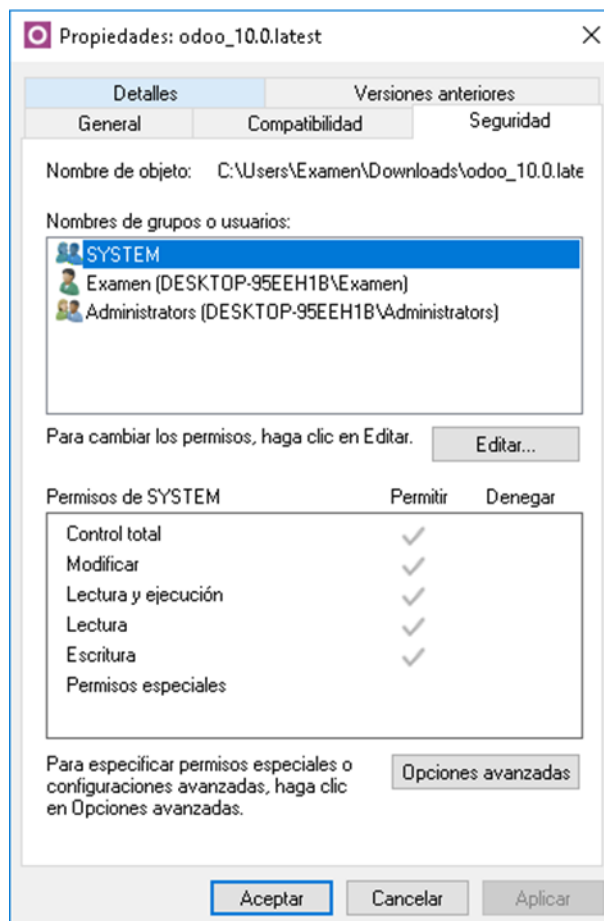 Propiedades: odoo_10.0.latest
Detalles
Versiones anteriores
General
Compatibilidad
Seguridad
Nombre de objeto: C:\Users\Examen\Downloads\odoo_10.0.late
Nombres de grupos o usuarios:
SYSTEM
Examen (DESKTOP-95EEH1B\Examen)
Administrators (DESKTOP-95EEH1B\Administrators)
Para cambiar los permisos, haga clic en Editar.
Editar...
Permisos de SYSTEM Permitir Denegar
Control total
Modificar
Lectura y ejecución
Lectura
Escritura
Permisos especiales
Para especificar permisos especiales o
configuraciones avanzadas, haga clic
en Opciones avanzadas.
Opciones avanzadas
Aceptar
Cancelar
Aplicar